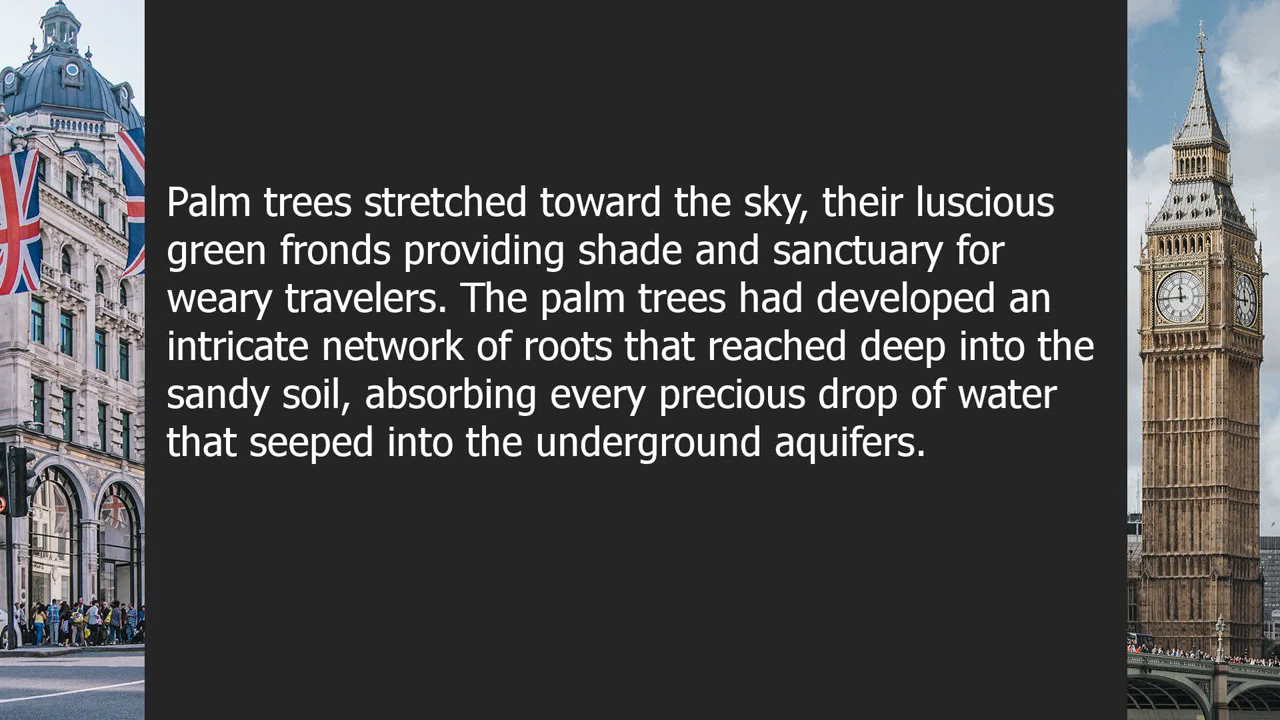 Palm trees stretched toward the sky, their luscious
green fronds providing shade and sanctuary for
weary travelers. The palm trees had developed an
intricate network of roots that reached deep into the
sandy soil, absorbing every precious drop of water
that seeped into the underground aquifers.